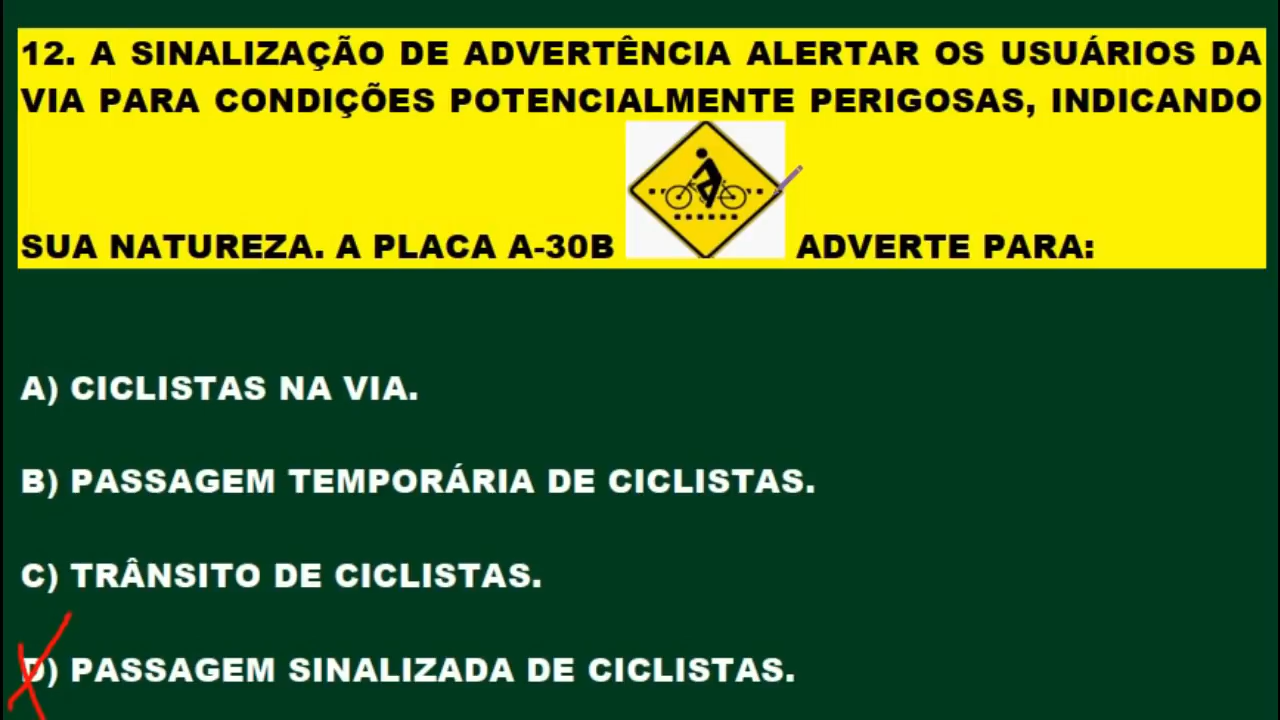 12. A SINALIZAÇÃO DE ADVERTÊNCIA ALERTAR OS USUÁRIOS DA
VIA PARA CONDIÇÕES POTENCIALMENTE PERIGOSAS, INDICANDO
SUA NATUREZA. A PLACA A-30B ADVERTE PARA:
A) CICLISTAS NA VIA.
B) PASSAGEM TEMPORÁRIA DE CICLISTAS.
C) TRÂNSITO DE CICLISTAS.
D) PASSAGEM SINALIZADA DE CICLISTAS.